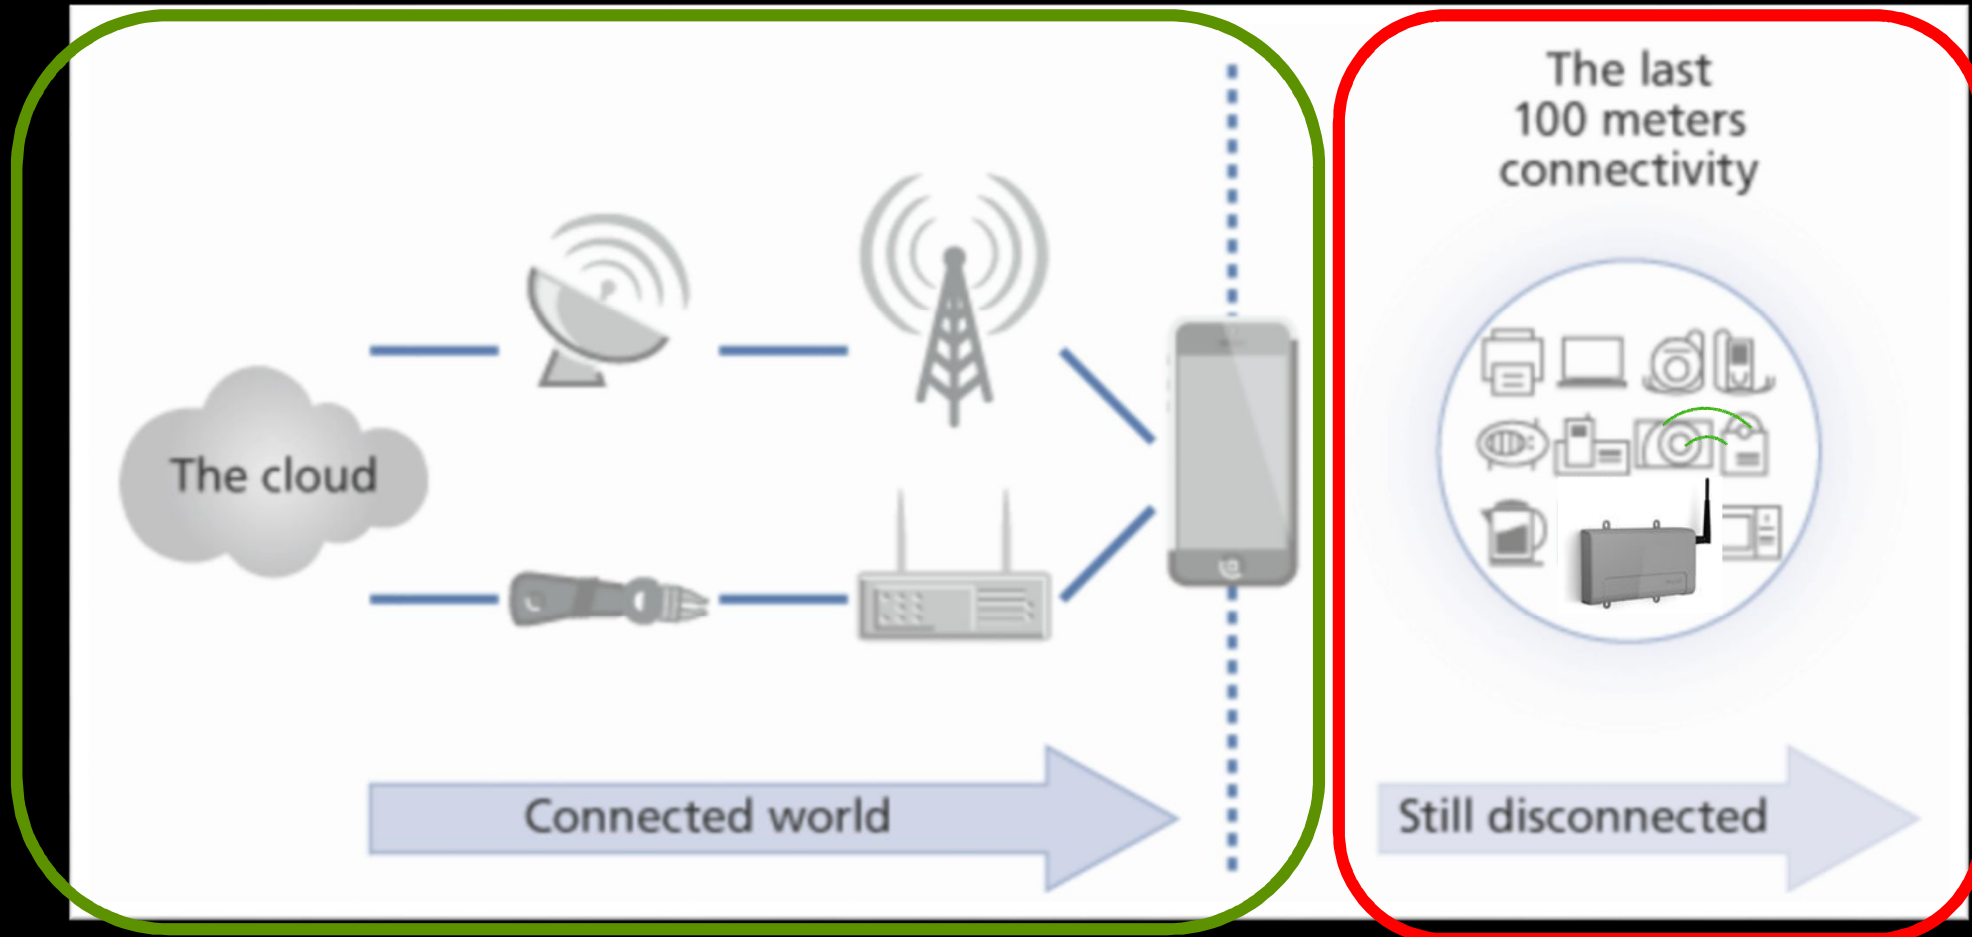 The last
100 meters
connectivity
The cloud
Connected world
Still disconnected